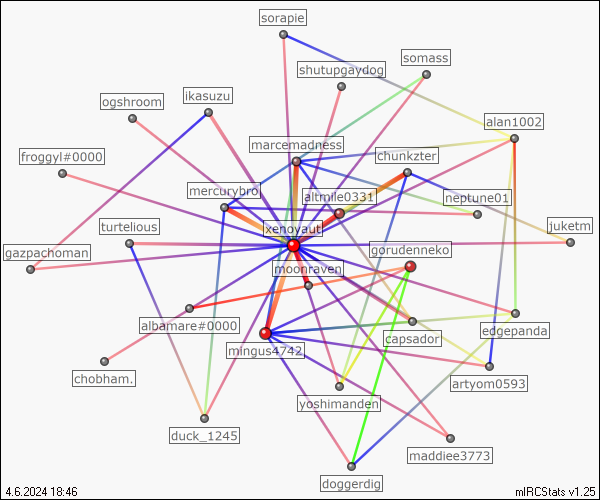 sorapie
somass
shutupgaydog
ikasuzu
ogshroom
alan1002
marcemadness
froggyl#0000
chunkzter
mercurybro
altmile0331
neptune01
turtelious
xenoyaut
juketm
gazpachoman
gorudenneko
moonraven
albamare#0000
edgepanda
capsador
mingus4742
chobham.
artyom0593
yoshimanden
duck_1245
maddiee3773
doggerdig
4.6.2024 18:46
mIRCStats v1.25